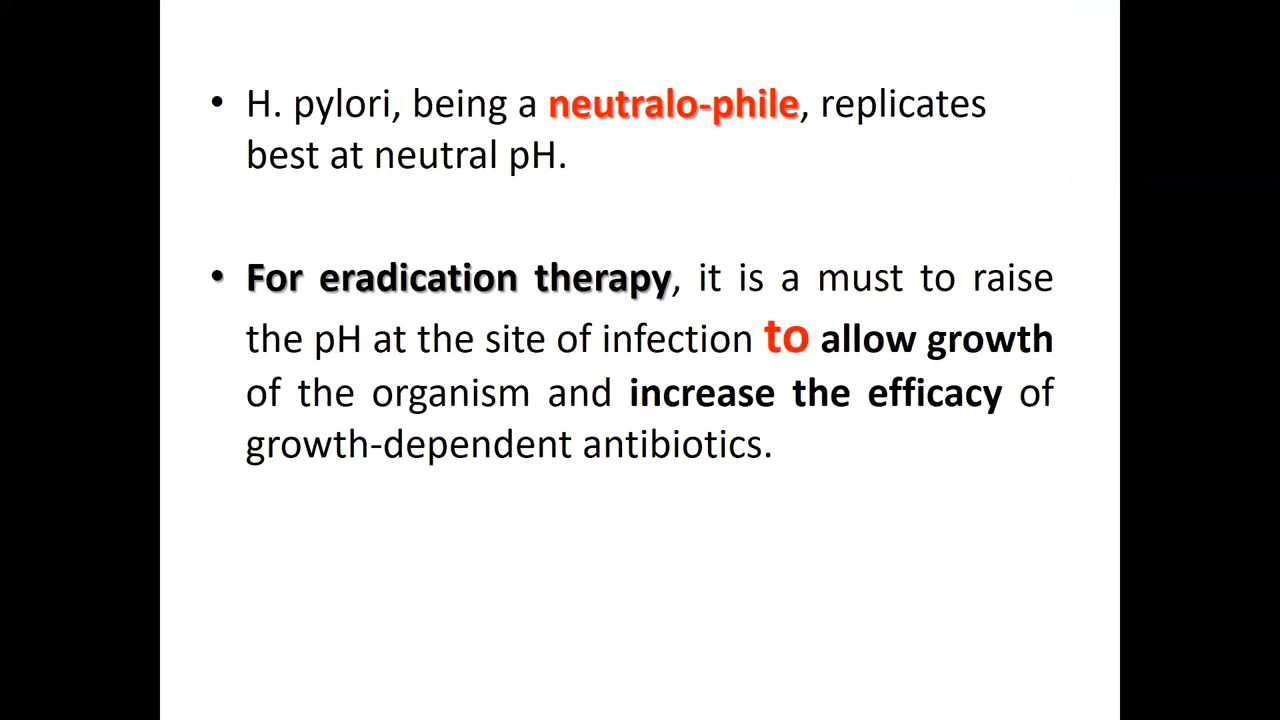 • H. pylori, being a neutralo-phile, replicates
best at neutral pH.
• For eradication therapy, it is a must to raise
the pH at the site of infection to allow growth
of the organism and increase the efficacy of
growth-dependent antibiotics.